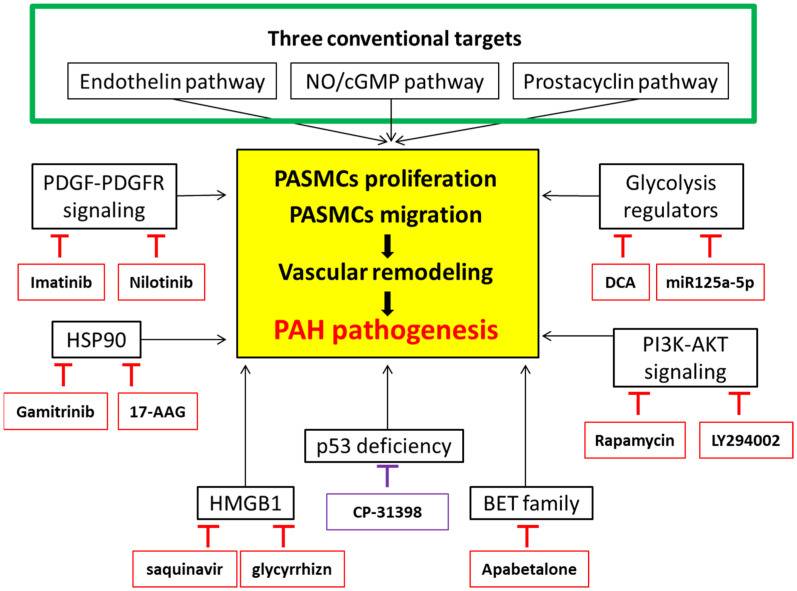 Three conventional targets
Endothelin pathway
NO/cGMP pathway
Prostacyclin pathway
PASMCs proliferation
PASMCs migration
Vascular remodeling
PAH pathogenesis
PDGF-PDGFR
signaling
Imatinib
Nilotinib
Glycolysis
regulators
DCA
miR125a-5p
HSP90
Gamitrinib
17-AAG
PI3K-AKT
signaling
Rapamycin
LY294002
p53 deficiency
CP-31398
HMGB1
saquinavir
glycyrrhizn
BET family
Apabetalone